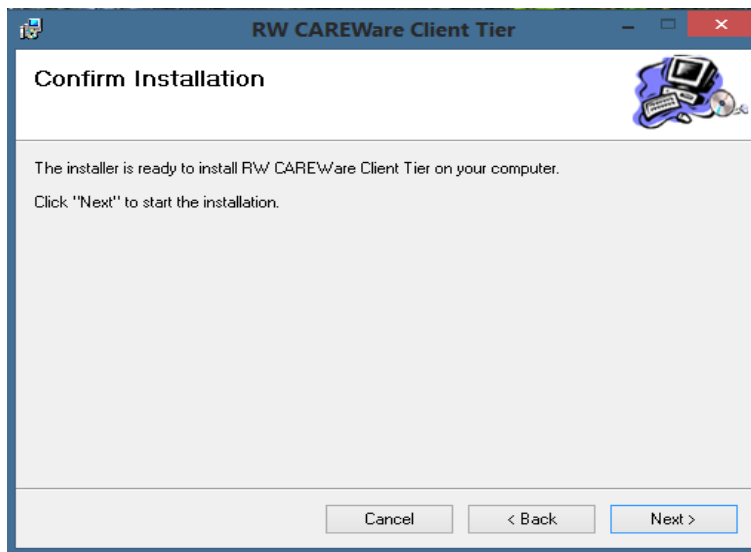 RW CAREWare Client Tier
Confirm Installation
The installer is ready to install RW CAREWare Client Tier on your computer.
Click "Next" to start the installation.
Cancel
< Back
Next >